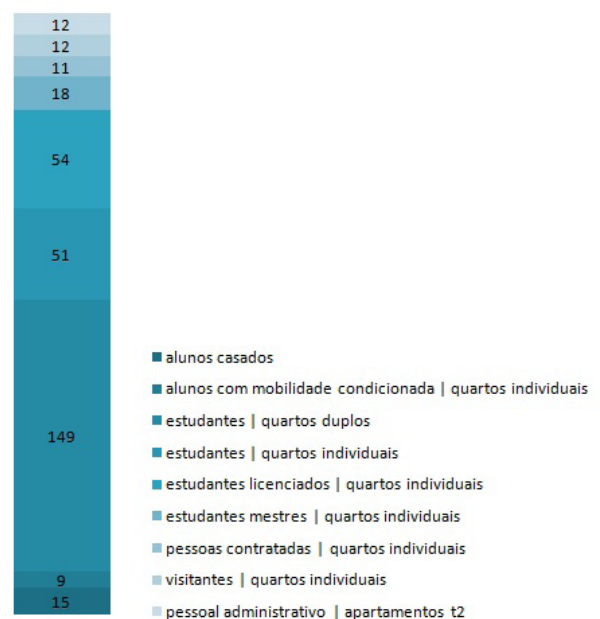 12
12
11
18
54
51
149
9
15
alunos casados
alunos com mobilidade condicionada | quartos individuais
estudantes | quartos duplos
estudantes | quartos individuais
estudantes licenciados | quartos individuais
estudantes mestres | quartos individuais
pessoas contratadas | quartos individuais
visitantes | quartos individuais
pessoal administrativo | apartamentos t2